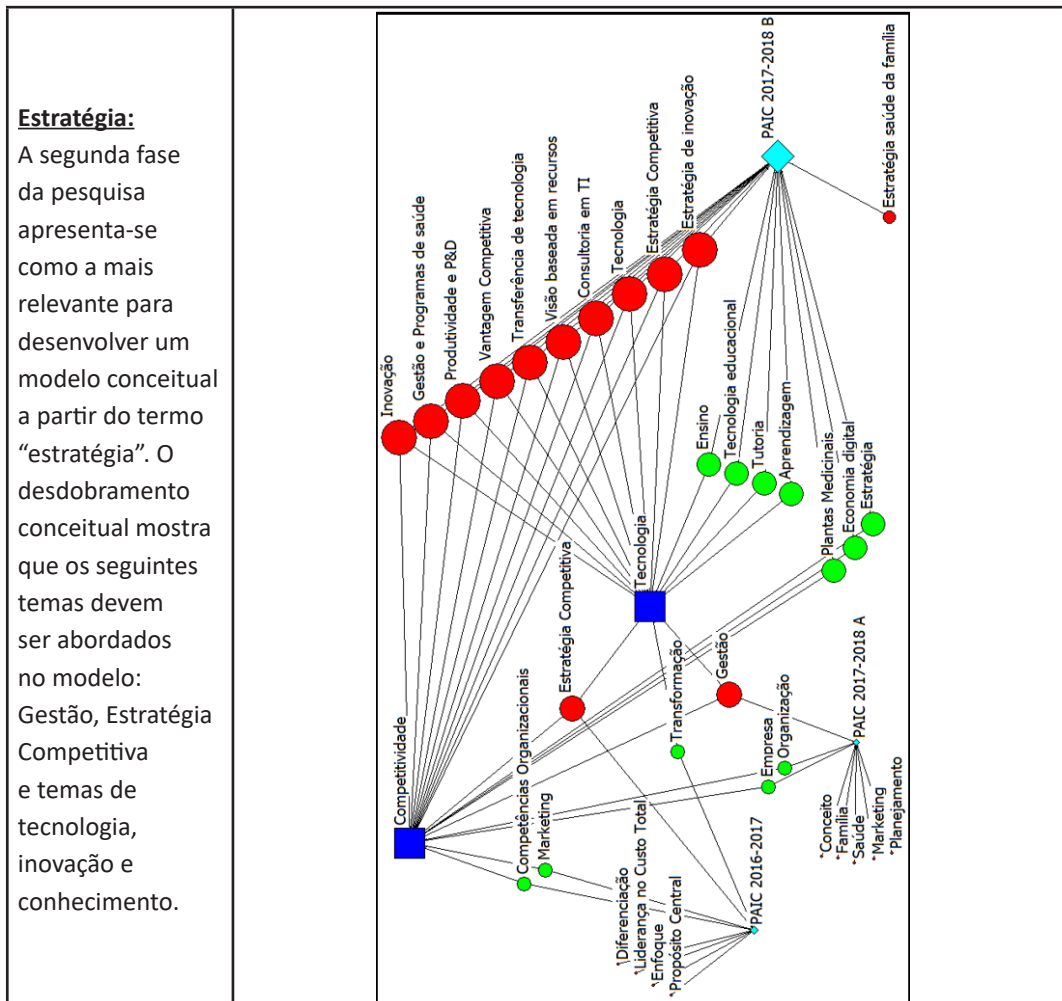 Estratégia:
A segunda fase
da pesquisa
apresenta-se
como a mais
relevante para
desenvolver um
modelo conceitual
a partir do termo
“estratégia”. O
desdobramento
conceitual mostra
que os seguintes
temas devem
ser abordados
no modelo:
Gestão, Estratégia
Competitiva
e temas de
tecnologia,
inovação e
conhecimento.
Inovação
Gestão e Programas de saúde
Produtividade e P&D
Vantagem Competitiva
Transferência de tecnologia
Visão baseada em recursos
Consultoria em TI
Tecnologia
Estratégia Competitiva
Estratégia de inovação
PAIC 2017-2018 B
Estratégia saúde da família
Ensino
Tecnologia educacional
Tutoria
Aprendizagem
Plantas Medicinais
Economia digital
Estratégia
Competitividade
Estratégia Competitiva
Tecnologia
Transformação
Gestão
Competências Organizacionais
Marketing
Empresa
Organização
PAIC 2017-2018 A
Diferenciação
Liderança no Custo Total
Enfoque
Propósito Central
PAIC 2016-2017
Conceito
Família
Saúde
Marketing
Planejamento